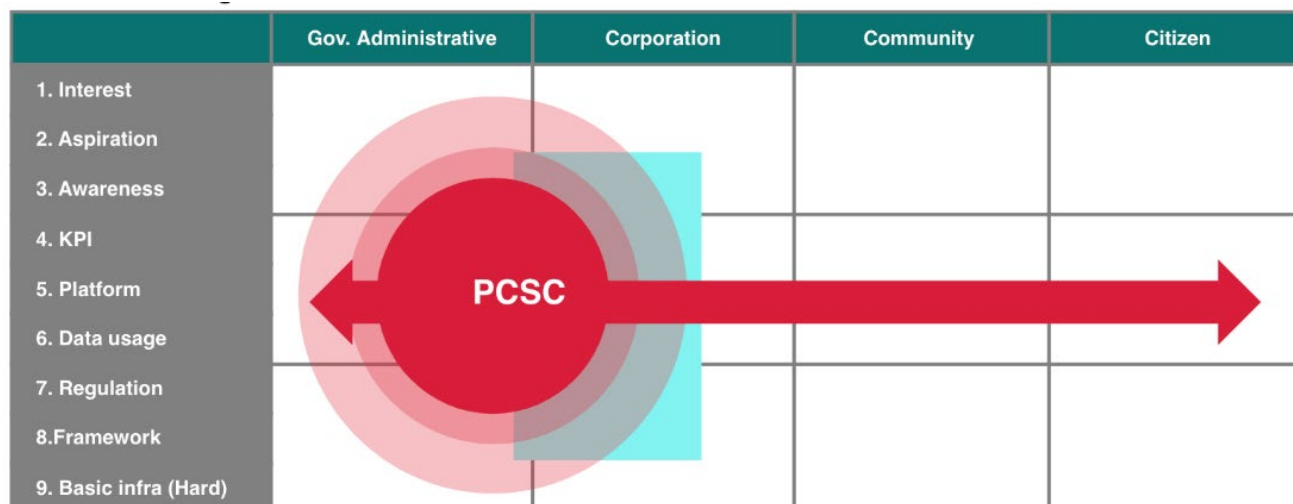 Gov. Administrative Corporation Community Citizen
1. Interest
2. Aspiration
3. Awareness
4. KPI
5. Platform
PCSC
6. Data usage
7. Regulation
8.Framework
9. Basic infra (Hard)